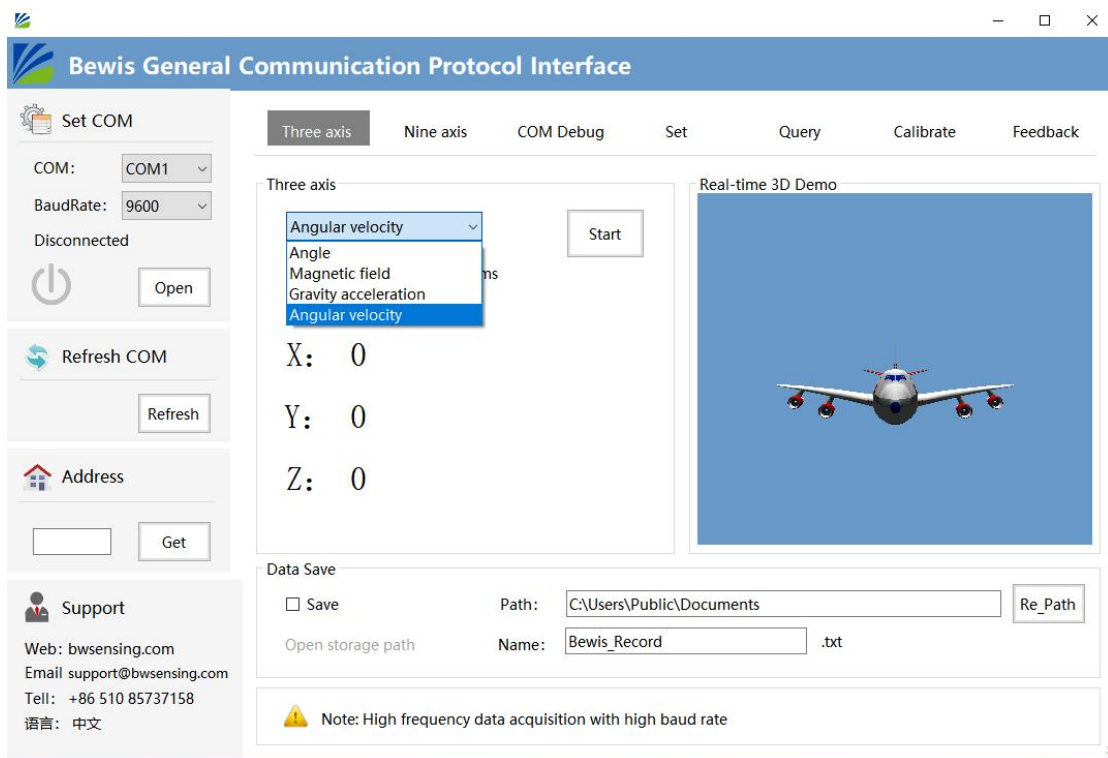 Bewis General Communication Protocol Interface
Set COM
COM:
COM1
BaudRate:
9600
Disconnected
Open
Refresh COM
Refresh
Address
Get
Support
Web: bwsensing.com
Email support@bwsensing.com
Tell: +86 510 85737158
语言: 中文
Three axis
Nine axis
COM Debug
Set
Query
Calibrate
Feedback
Three axis
Angular velocity
Start
Angle
Magnetic field
ms
Gravity acceleration
Angular velocity
X: 0
Y: 0
Z: 0
Real-time 3D Demo
Data Save
Save
Path:
C:\Users\Public\Documents
Re_Path
Open storage path
Name:
Bewis_Record
.txt
Note: High frequency data acquisition with high baud rate